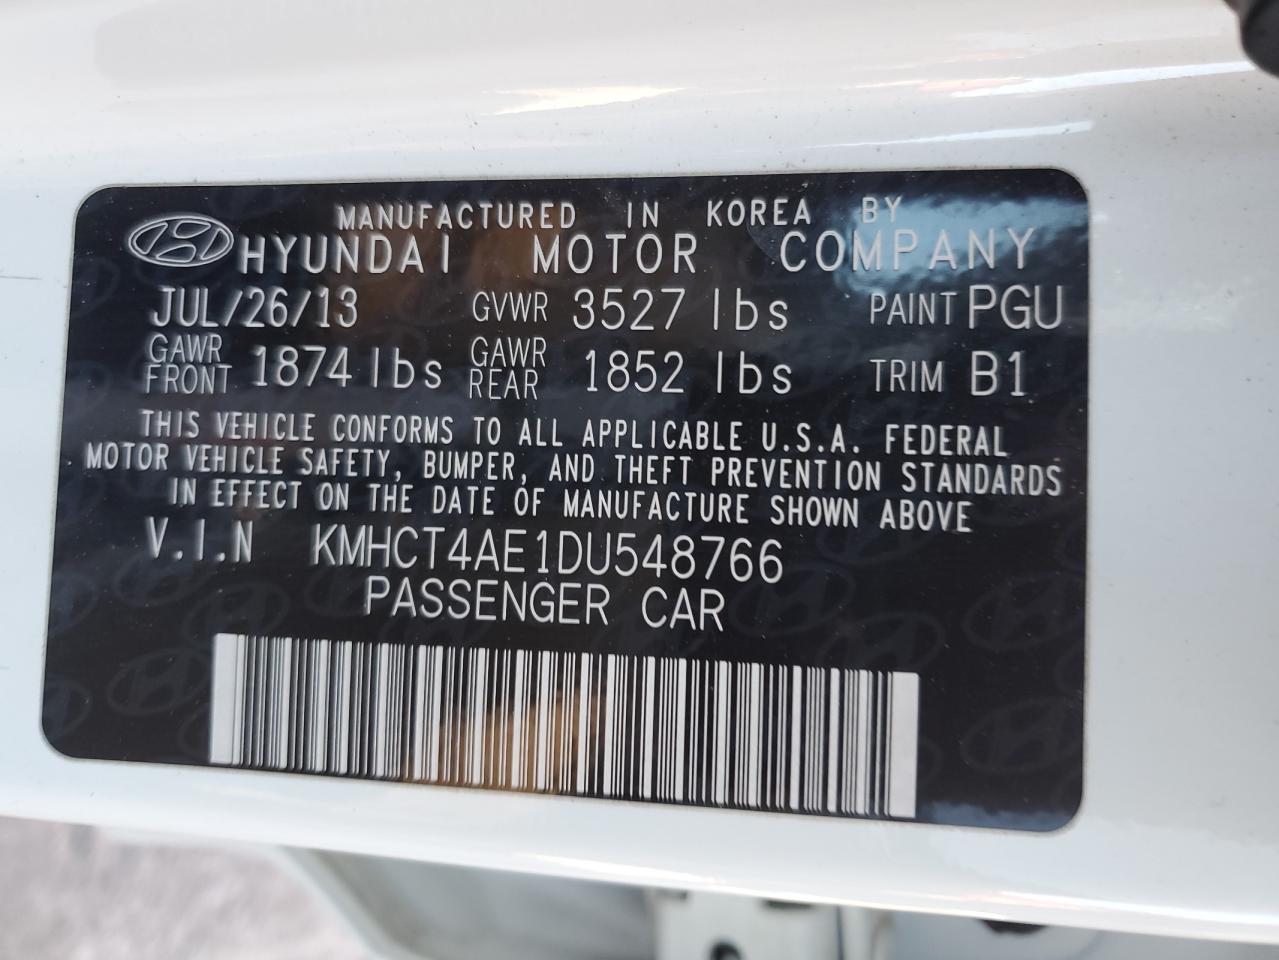 MANUFACTURED IN KOREA BY
HYUNDAI MOTOR COMPANY
JUL/26/13 GVWR 3527 lbs PAINT PGU
GAWR FRONT 1874 lbs GAWR REAR 1852 lbs TRIM B1
THIS VEHICLE CONFORMS TO ALL APPLICABLE U.S.A. FEDERAL
MOTOR VEHICLE SAFETY, BUMPER, AND THEFT PREVENTION STANDARDS
IN EFFECT ON THE DATE OF MANUFACTURE SHOWN ABOVE
V.I.N KMHCT4AE1DU548766
PASSENGER CAR